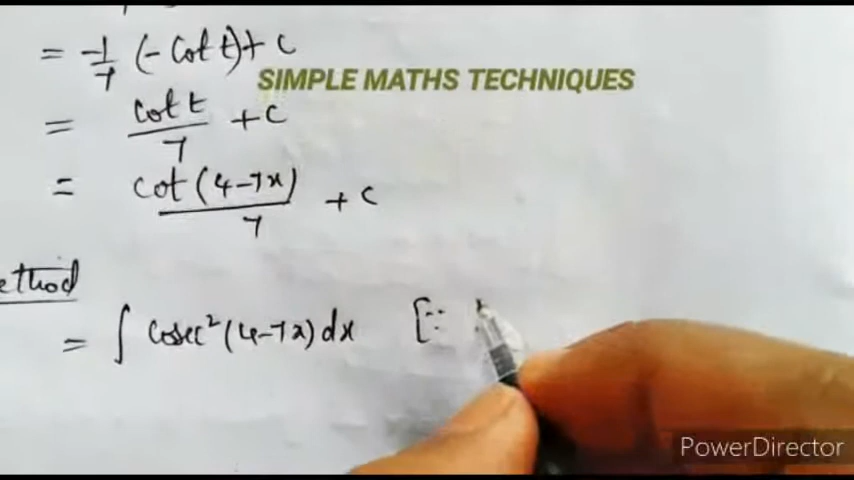 = -1/7 (- Cot t) + c
SIMPLE MATHS TECHNIQUES
= cot t / 7 + c
= cot (4-7x) / 7 + c
ethod
= ∫ Cosec² (4-7x) dx [∵
PowerDirector